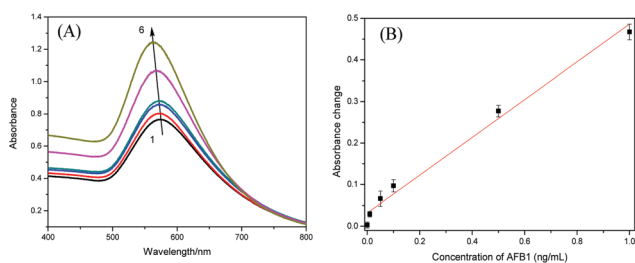 (A)
6
1
Absorbance
1.4
1.2
1.0
0.8
0.6
0.4
0.2
400 500 600 700 800
Wavelength/nm
(B)
Absorbance change
0.5
0.4
0.3
0.2
0.1
0.0
0.0 0.2 0.4 0.6 0.8 1.0
Concentration of AFB1 (ng/mL)